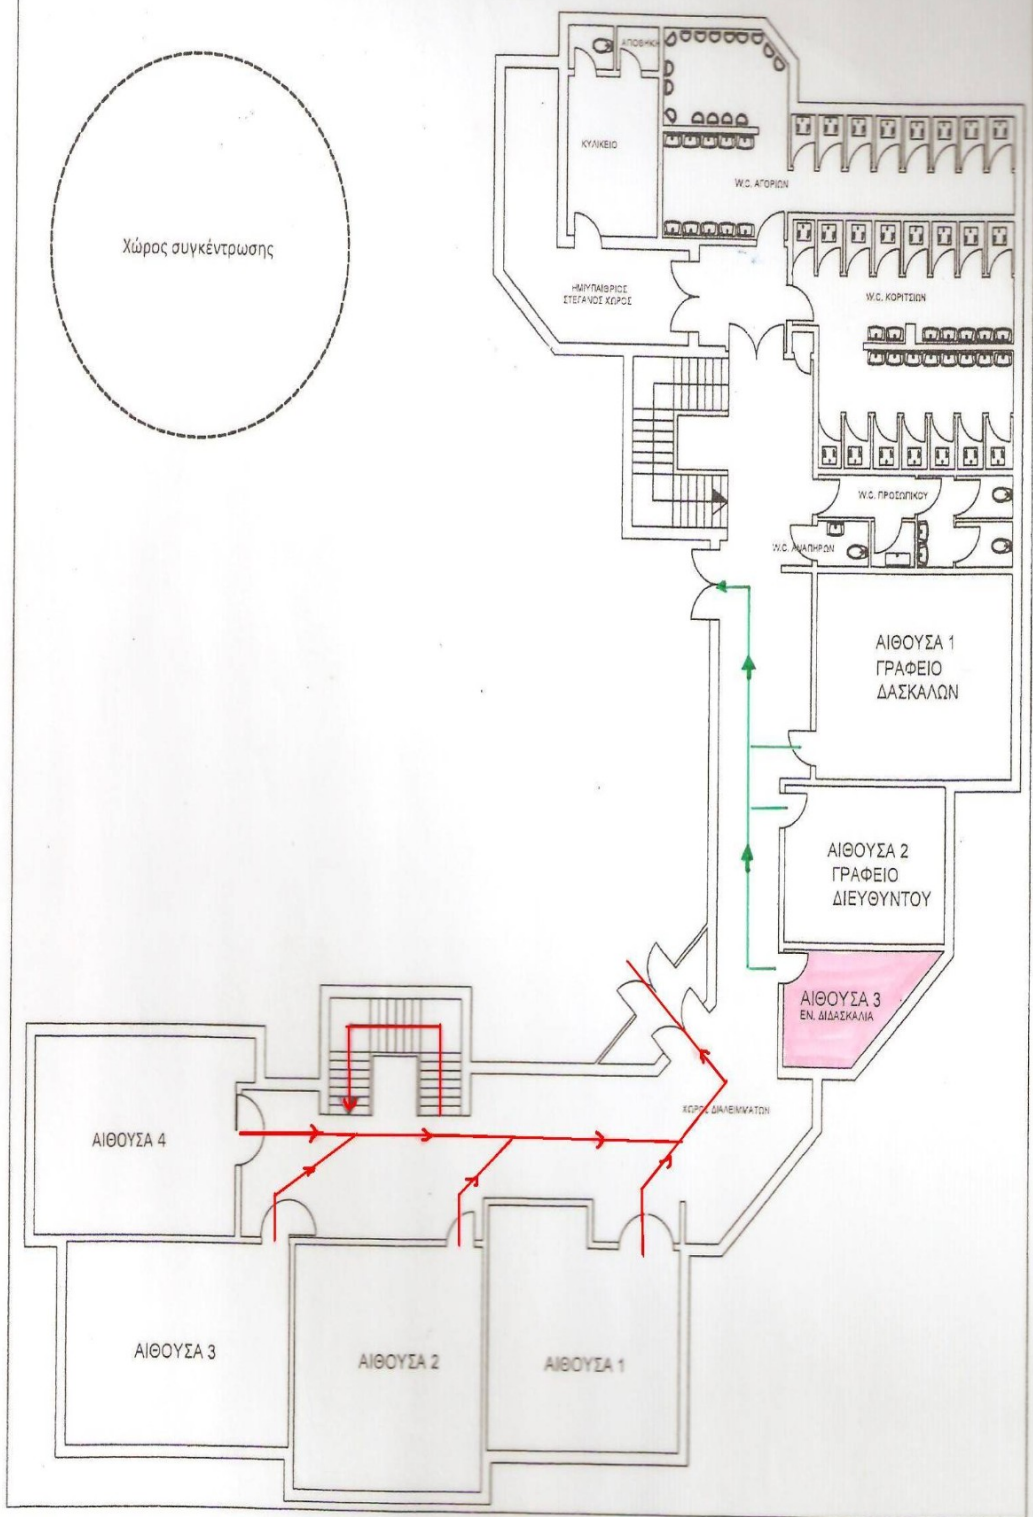 ΑΠΟΘΗΚΗ
ΚΥΛΙΚΕΙΟ
W.C. ΑΓΟΡΙΩΝ
Χώρος συγκέντρωσης
ΗΜΙΥΠΑΙΘΡΙΟΣ
ΣΤΕΓΑΝΟΣ ΧΩΡΟΣ
W.C. ΚΟΡΙΤΣΙΩΝ
W.C. ΠΡΟΣΩΠΙΚΟΥ
W.C. ΑΝΑΠΗΡΩΝ
ΑΙΘΟΥΣΑ 1
ΓΡΑΦΕΙΟ
ΔΑΣΚΑΛΩΝ
ΑΙΘΟΥΣΑ 2
ΓΡΑΦΕΙΟ
ΔΙΕΥΘΥΝΤΟΥ
ΑΙΘΟΥΣΑ 3
ΕΝ. ΔΙΔΑΣΚΑΛΙΑ
ΧΩΡΟΣ ΔΙΑΛΕΙΜΜΑΤΩΝ
ΑΙΘΟΥΣΑ 4
ΑΙΘΟΥΣΑ 3
ΑΙΘΟΥΣΑ 2
ΑΙΘΟΥΣΑ 1